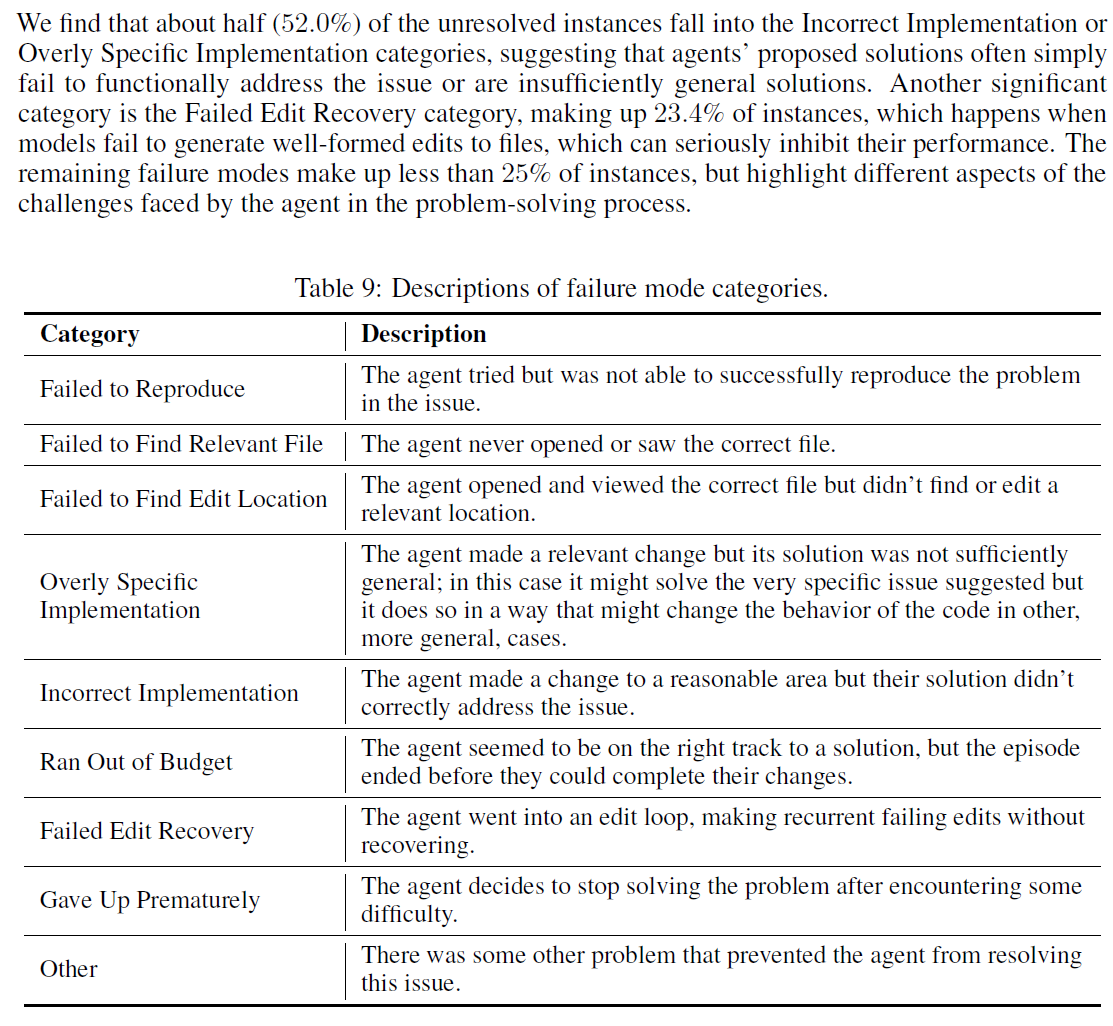 We find that about half (52.0%) of the unresolved instances fall into the Incorrect Implementation or
Overly Specific Implementation categories, suggesting that agents’ proposed solutions often simply
fail to functionally address the issue or are insufficiently general solutions. Another significant
category is the Failed Edit Recovery category, making up 23.4% of instances, which happens when
models fail to generate well-formed edits to files, which can seriously inhibit their performance. The
remaining failure modes make up less than 25% of instances, but highlight different aspects of the
challenges faced by the agent in the problem-solving process.
Table 9: Descriptions of failure mode categories.
Category
Description
Failed to Reproduce
The agent tried but was not able to successfully reproduce the problem
in the issue.
Failed to Find Relevant File
The agent never opened or saw the correct file.
Failed to Find Edit Location
The agent opened and viewed the correct file but didn’t find or edit a
relevant location.
Overly Specific
Implementation
The agent made a relevant change but its solution was not sufficiently
general; in this case it might solve the very specific issue suggested but
it does so in a way that might change the behavior of the code in other,
more general, cases.
Incorrect Implementation
The agent made a change to a reasonable area but their solution didn’t
correctly address the issue.
Ran Out of Budget
The agent seemed to be on the right track to a solution, but the episode
ended before they could complete their changes.
Failed Edit Recovery
The agent went into an edit loop, making recurrent failing edits without
recovering.
Gave Up Prematurely
The agent decides to stop solving the problem after encountering some
difficulty.
Other
There was some other problem that prevented the agent from resolving
this issue.